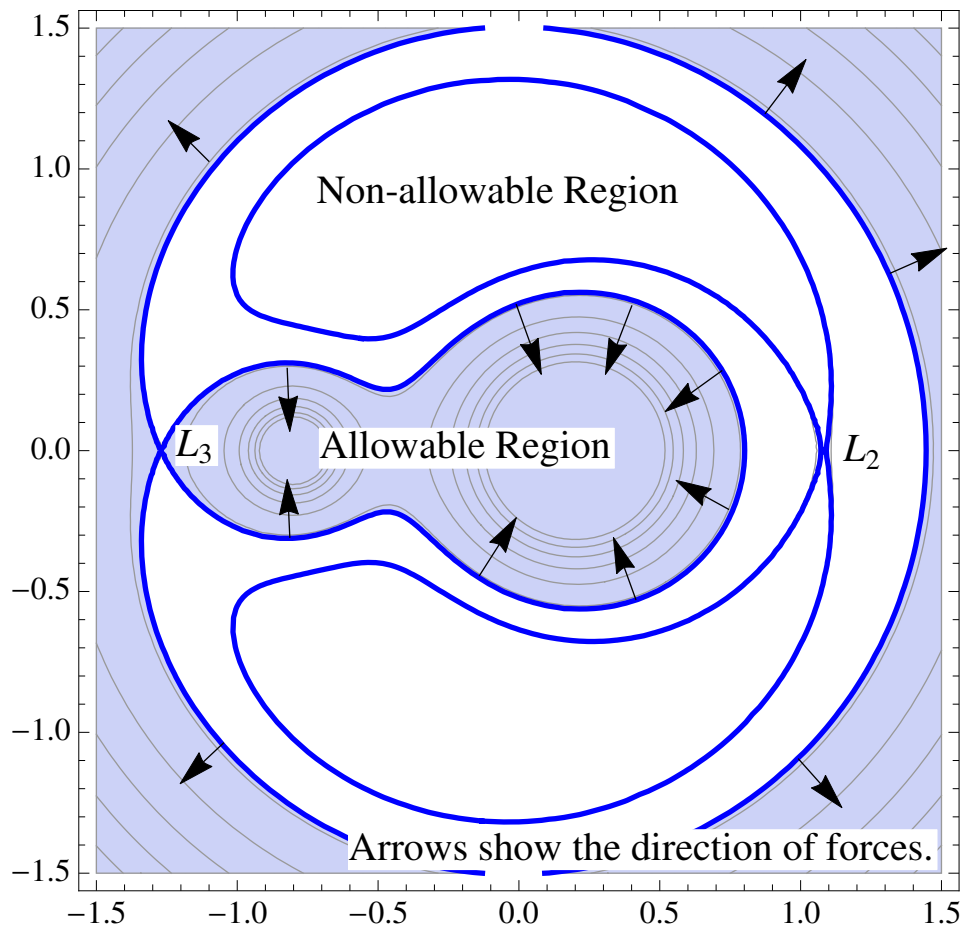 1.5
Non-allowable Region
1.0
0.5
L3 Allowable Region L2
0.0
−0.5
−1.0
Arrows show the direction of forces.
−1.5
−1.5 −1.0 −0.5 0.0 0.5 1.0 1.5